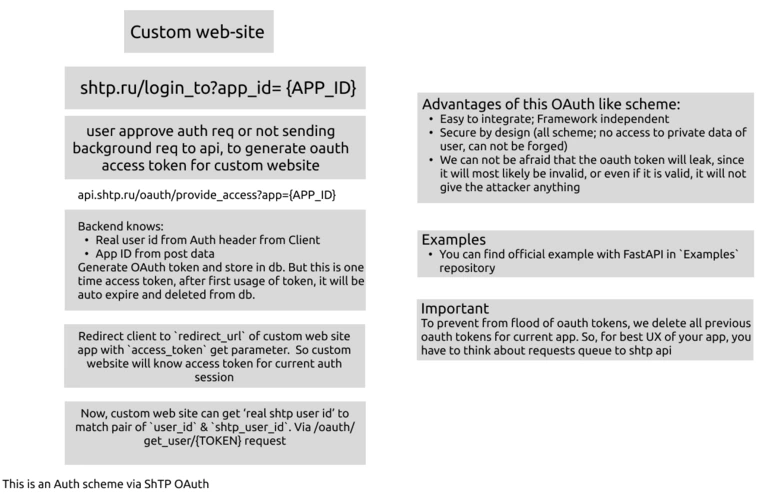 Custom web-site
shtp.ru/login_to?app_id= {APP_ID}
user approve auth req or not sending
background req to api, to generate oauth
access token for custom website
api.shtp.ru/oauth/provide_access?app={APP_ID}
Backend knows:
• Real user id from Auth header from Client
• App ID from post data
Generate OAuth token and store in db. But this is one
time access token, after first usage of token, it will be
auto expire and deleted from db.
Redirect client to `redirect_url` of custom web site
app with `access_token` get parameter. So custom
website will know access token for current auth
session
Now, custom web site can get ‘real shtp user id’ to
match pair of `user_id` & `shtp_user_id`. Via /oauth/
get_user/{TOKEN} request
This is an Auth scheme via ShTP OAuth
Advantages of this OAuth like scheme:
• Easy to integrate; Framework independent
• Secure by design (all scheme; no access to private data of
user, can not be forged)
• We can not be afraid that the oauth token will leak, since
it will most likely be invalid, or even if it is valid, it will not
give the attacker anything
Examples
• You can find official example with FastAPI in `Examples`
repository
Important
To prevent from flood of oauth tokens, we delete all previous
oauth tokens for current app. So, for best UX of your app, you
have to think about requests queue to shtp api